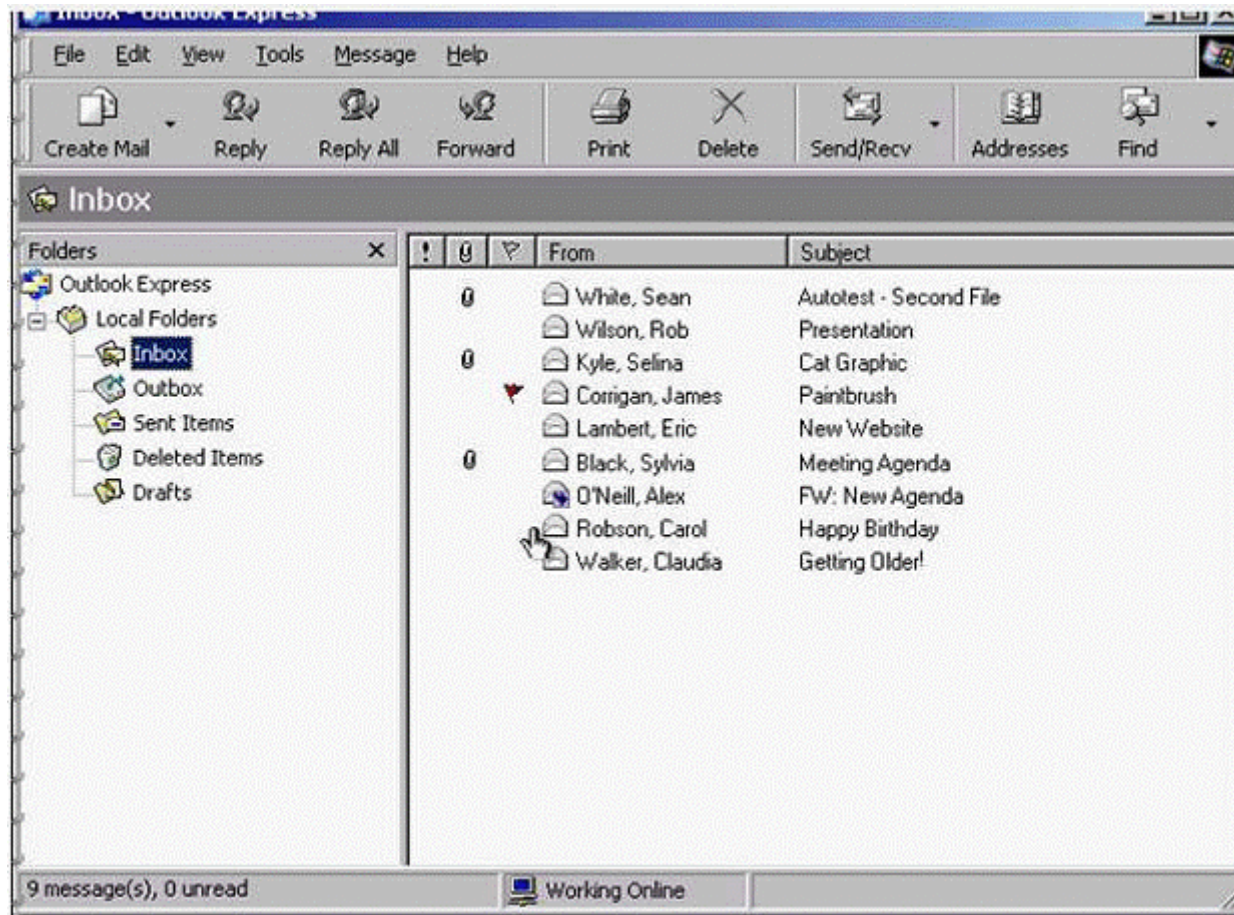 Inbox - Outlook Express
File Edit View Tools Message Help
Create Mail Reply Reply All Forward Print Delete Send/Recv Addresses Find
Inbox
Folders
! From Subject
Outlook Express
Local Folders
Inbox
Outbox
Sent Items
Deleted Items
Drafts
White, Sean Autotest - Second File
Wilson, Rob Presentation
Kyle, Selina Cat Graphic
Corrigan, James Paintbrush
Lambert, Eric New Website
Black, Sylvia Meeting Agenda
O'Neill, Alex FW: New Agenda
Robson, Carol Happy Birthday
Walker, Claudia Getting Older!
9 message(s), 0 unread Working Online